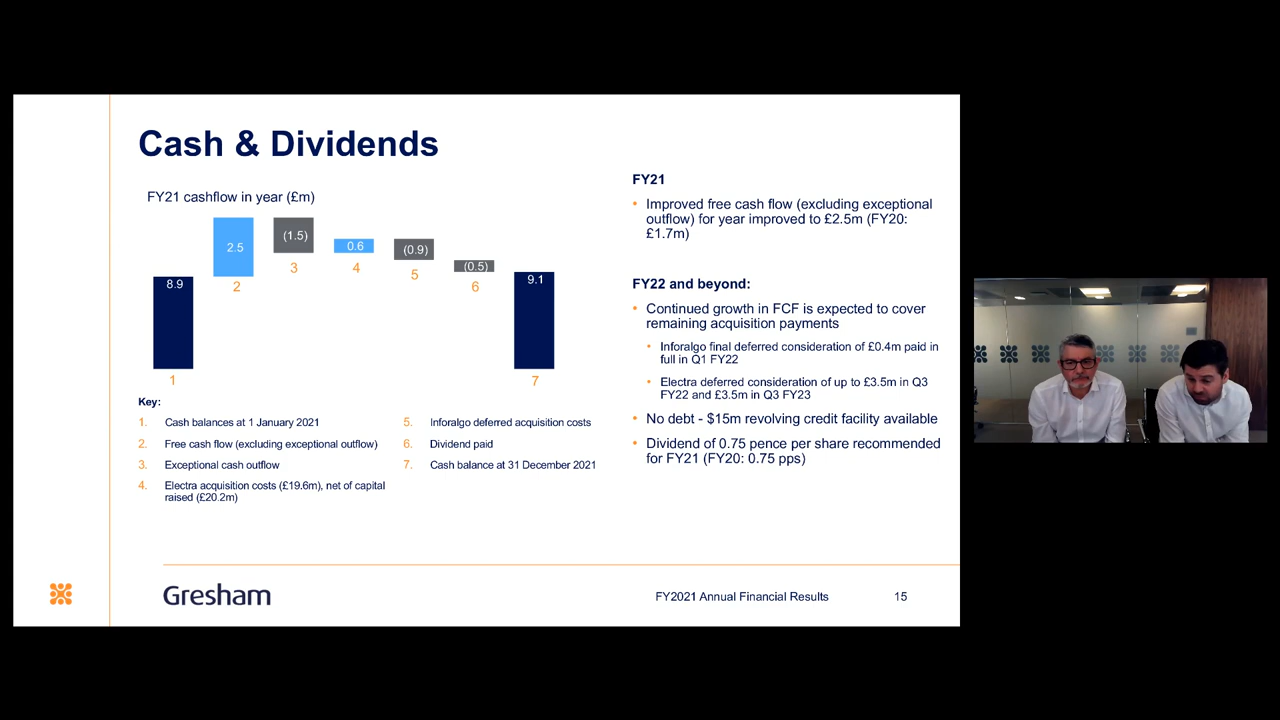 Cash & Dividends
FY21 cashflow in year (£m)
8.9
2.5
(1.5)
0.6
(0.9)
(0.5)
9.1
1
2
3
4
5
6
7
Key:
1. Cash balances at 1 January 2021
2. Free cash flow (excluding exceptional outflow)
3. Exceptional cash outflow
4. Electra acquisition costs (£19.6m), net of capital
raised (£20.2m)
5. Inforalgo deferred acquisition costs
6. Dividend paid
7. Cash balance at 31 December 2021
FY21
• Improved free cash flow (excluding exceptional
outflow) for year improved to £2.5m (FY20:
£1.7m)
FY22 and beyond:
• Continued growth in FCF is expected to cover
remaining acquisition payments
• Inforalgo final deferred consideration of £0.4m paid in
full in Q1 FY22
• Electra deferred consideration of up to £3.5m in Q3
FY22 and £3.5m in Q3 FY23
• No debt - $15m revolving credit facility available
• Dividend of 0.75 pence per share recommended
for FY21 (FY20: 0.75 pps)
Gresham
FY2021 Annual Financial Results
15